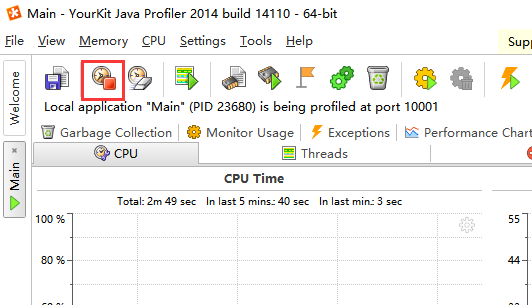 Main - YourKit Java Profiler 2014 build 14110 - 64-bit
File View Memory CPU Settings Tools Help
Supp
Welcome
Local application "Main" (PID 23680) is being profiled at port 10001
Garbage Collection Monitor Usage Exceptions Performance Chart
Main
CPU Threads
CPU Time
Total: 2m 49 sec In last 5 mins.: 40 sec In last min.: 3 sec
100 % 55
80 % 44